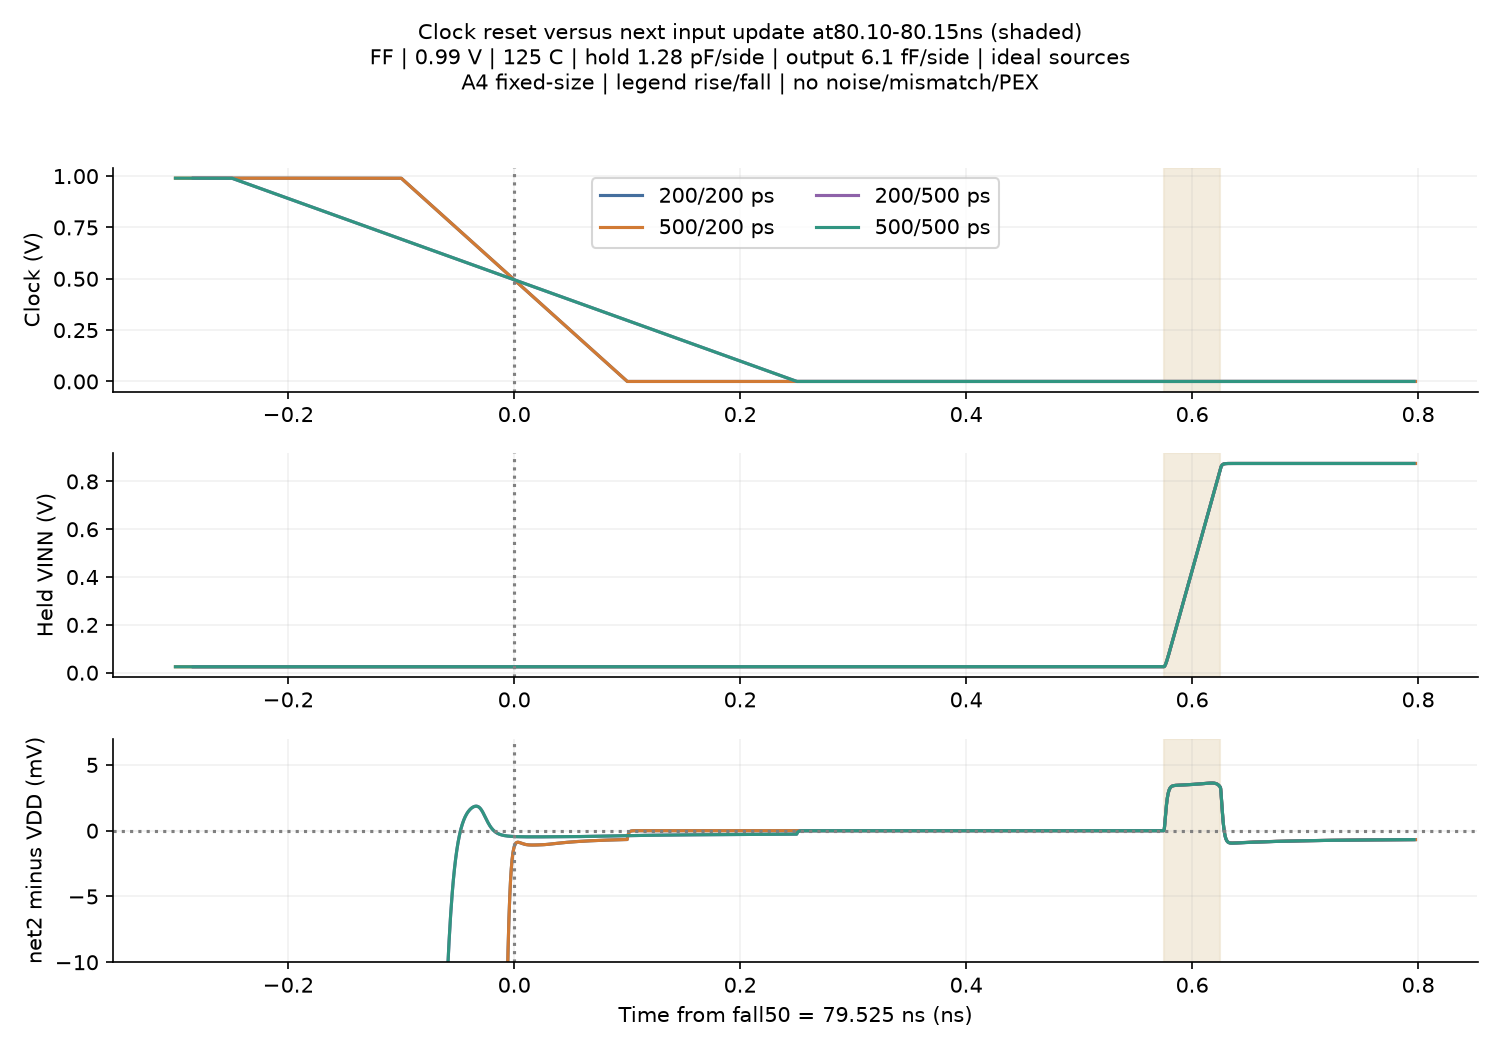 Clock reset versus next input update at80.10-80.15ns (shaded)
FF | 0.99 V | 125 C | hold 1.28 pF/side | output 6.1 fF/side | ideal sources
A4 fixed-size | legend rise/fall | no noise/mismatch/PEX
Clock (V)
1.00
0.75
0.50
0.25
0.00
200/200 ps
200/500 ps
500/200 ps
500/500 ps
−0.2
0.0
0.2
0.4
0.6
0.8
Held VINN (V)
0.8
0.6
0.4
0.2
0.0
−0.2
0.0
0.2
0.4
0.6
0.8
net2 minus VDD (mV)
5
0
−5
−10
−0.2
0.0
0.2
0.4
0.6
0.8
Time from fall50 = 79.525 ns (ns)